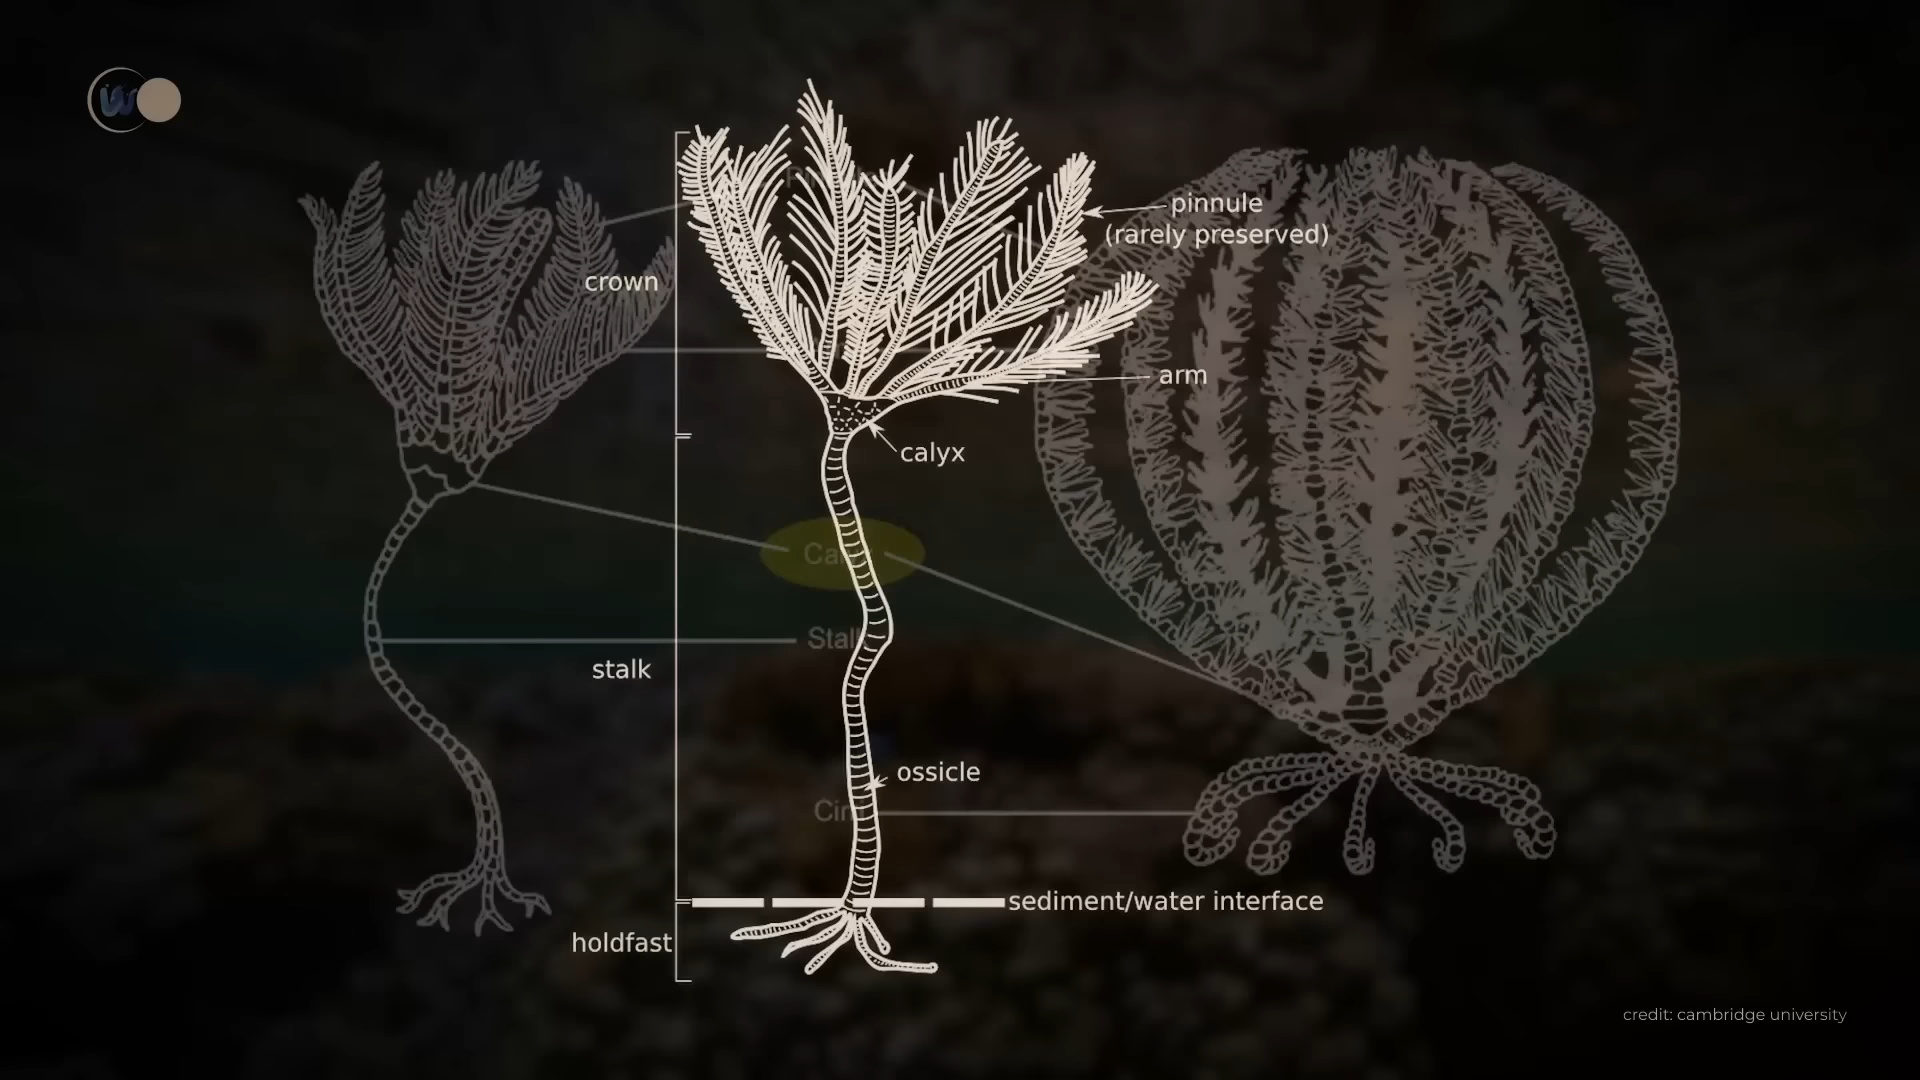 crown
pinnule
(rarely preserved)
arm
calyx
stalk
ossicle
sediment/water interface
holdfast
credit: cambridge university